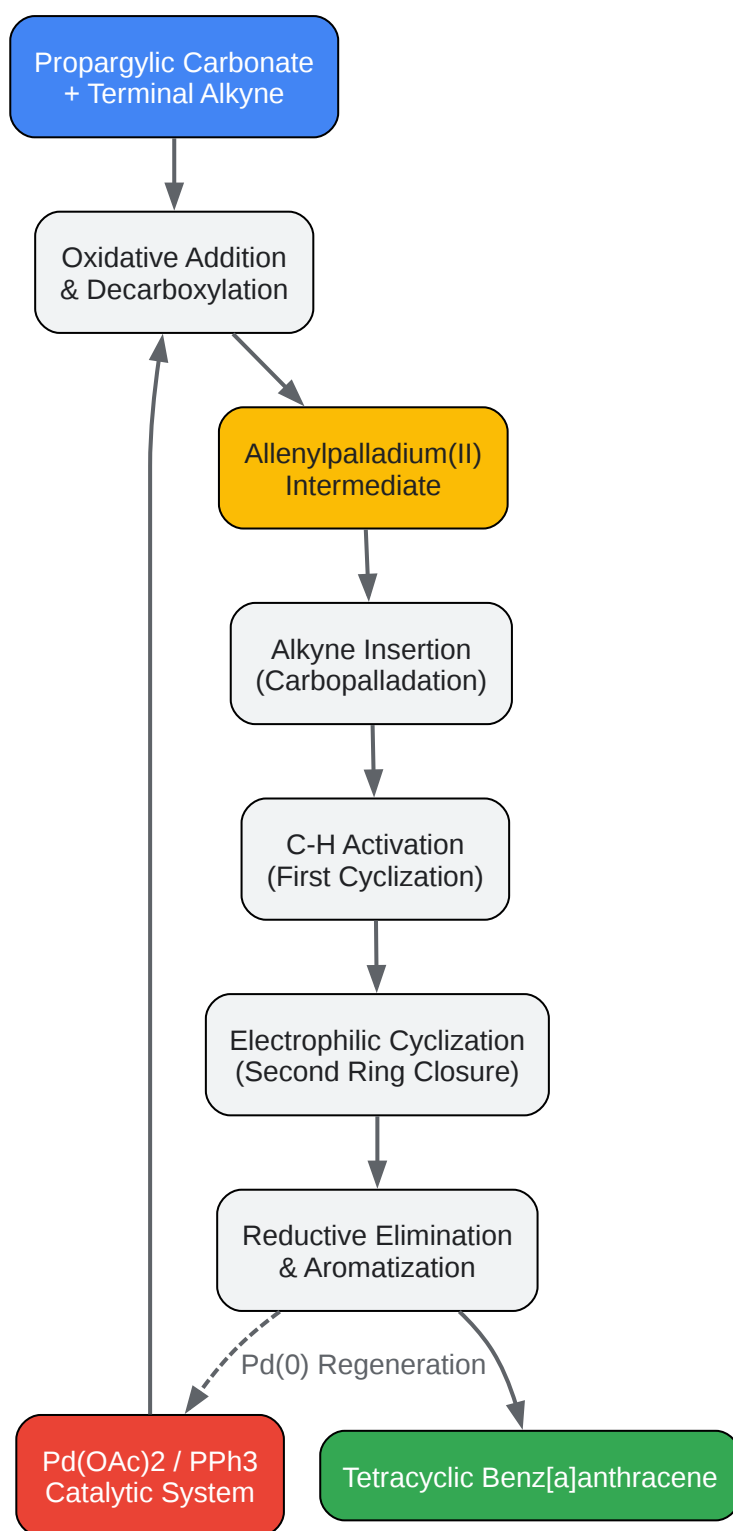 Propargylic Carbonate
+ Terminal Alkyne
Oxidative Addition
& Decarboxylation
Allenylpalladium(II)
Intermediate
Alkyne Insertion
(Carbopalladation)
C-H Activation
(First Cyclization)
Electrophilic Cyclization
(Second Ring Closure)
Reductive Elimination
& Aromatization
Pd(0) Regeneration
Pd(OAc)2 / PPh3
Catalytic System
Tetracyclic Benz[a]anthracene